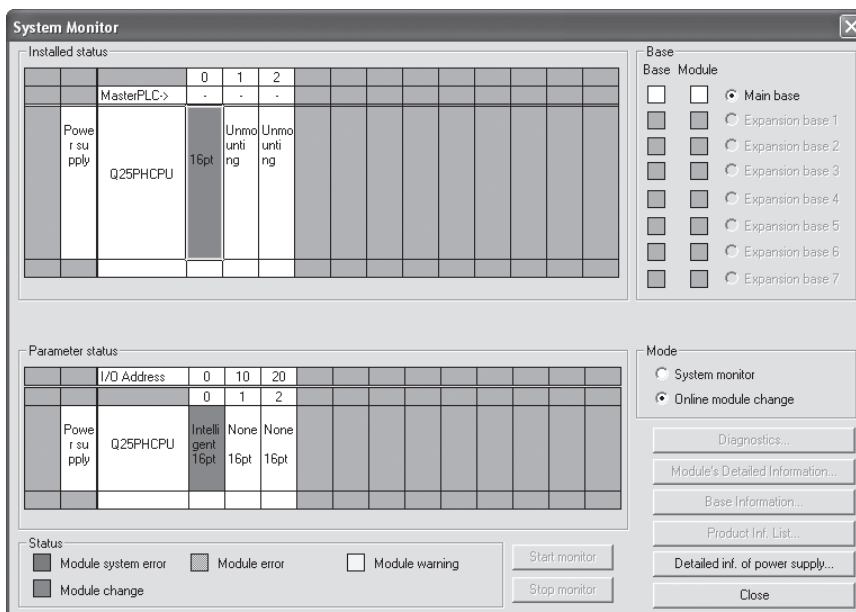 System Monitor
Installed status
0 1 2
MasterPLC-> - - -
Powe
r su
pply
Q25PHCPU
16pt
Unmo
unti
ng
Unmo
unti
ng
Base
Base Module
Main base
Expansion base 1
Expansion base 2
Expansion base 3
Expansion base 4
Expansion base 5
Expansion base 6
Expansion base 7
Parameter status
I/O Address 0 10 20
0 1 2
Powe
r su
pply
Q25PHCPU
Intelli
gent
16pt
None
16pt
None
16pt
Mode
System monitor
Online module change
Diagnostics...
Module's Detailed Information...
Base Information...
Product Inf. List...
Detailed inf. of power supply...
Close
Status
Module system error
Module error
Module warning
Module change
Start monitor
Stop monitor